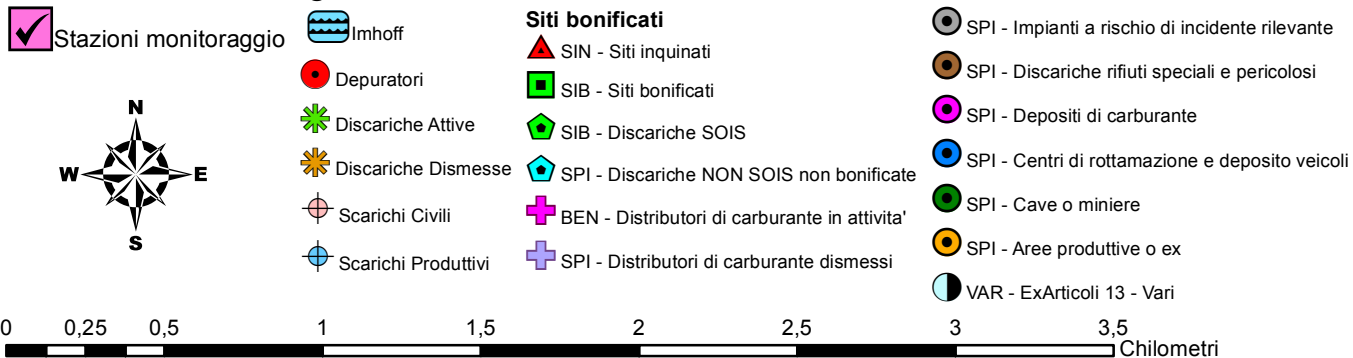 Stazioni monitoraggio
N
W
E
S
Imhoff
Depuratori
Discariche Attive
Discariche Dismesse
Scarichi Civili
Scarichi Produttivi
Siti bonificati
SIN - Siti inquinati
SIB - Siti bonificati
SIB - Discariche SOIS
SPI - Discariche NON SOIS non bonificate
BEN - Distributori di carburante in attivita'
SPI - Distributori di carburante dismessi
SPI - Impianti a rischio di incidente rilevante
SPI - Discariche rifiuti speciali e pericolosi
SPI - Depositi di carburante
SPI - Centri di rottamazione e deposito veicoli
SPI - Cave o miniere
SPI - Aree produttive o ex
VAR - ExArticoli 13 - Vari
0 0,25 0,5 1 1,5 2 2,5 3 3,5
Chilometri